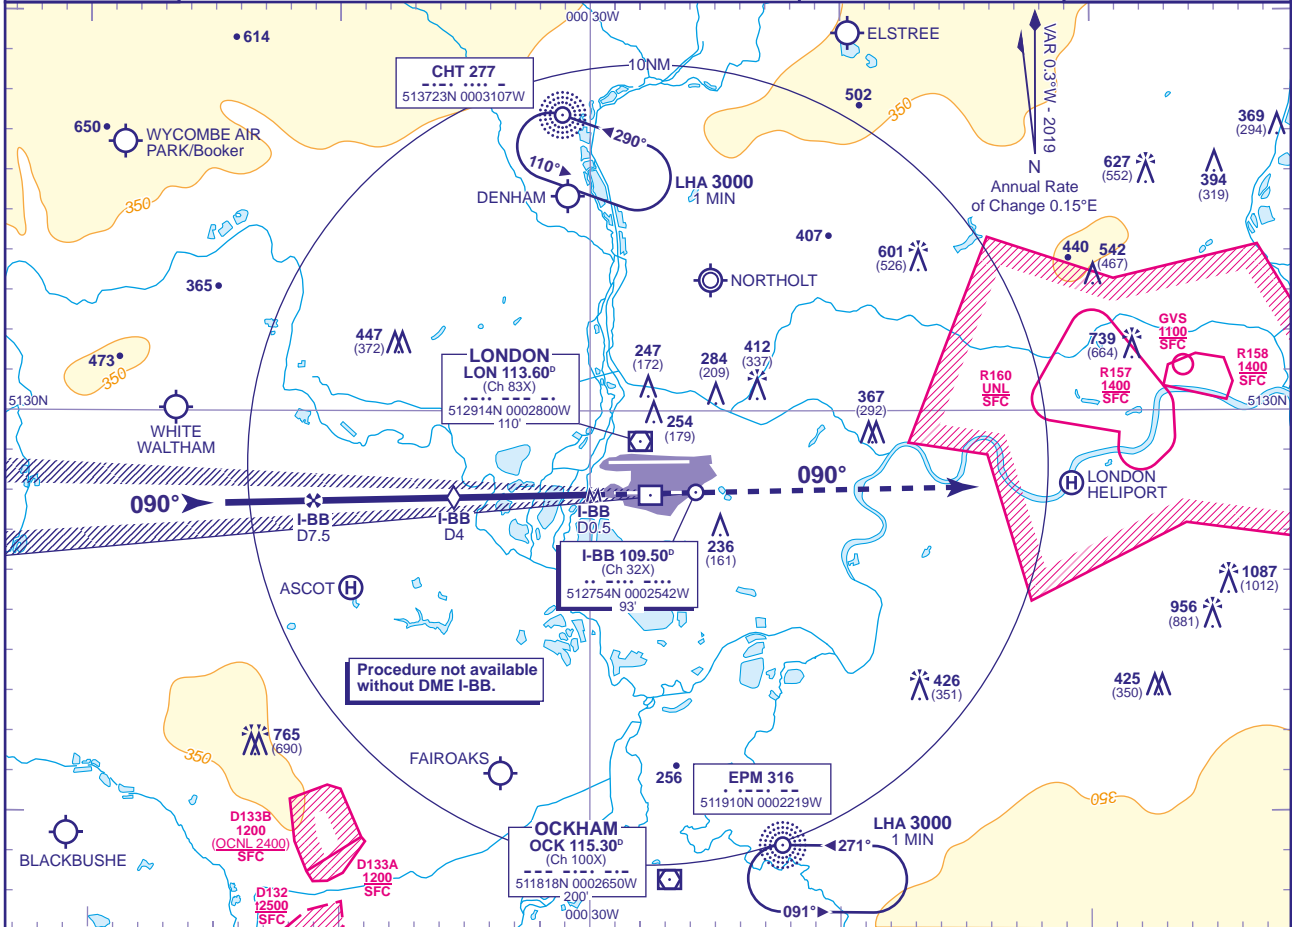 000 30W
614
ELSTREE
10NM
CHT 277
-·-· ···· -
513723N 0003107W
VAR 0.3°W - 2019
N
Annual Rate
of Change 0.15°E
502
350
369
(294)
650
WYCOMBE AIR
PARK/Booker
290°
110°
LHA 3000
1 MIN
627
(552)
394
(319)
DENHAM
350
407
601
(526)
440
542
(467)
365
NORTHOLT
447
(372)
LONDON
LON 113.60ᴰ
(Ch 83X)
·-·· --- -·
512914N 0002800W
110'
247
(172)
284
(209)
412
(337)
254
(179)
367
(292)
739
(664)
GVS
1100
SFC
R160
UNL
SFC
R157
1400
SFC
R158
1400
SFC
473
350
5130N
5130N
WHITE
WALTHAM
090°
090°
I-BB
D7.5
I-BB
D4
I-BB
D0.5
H
LONDON
HELIPORT
236
(161)
I-BB 109.50ᴰ
(Ch 32X)
·· -··· -···
512754N 0002542W
93'
ASCOT
H
1087
(1012)
956
(881)
Procedure not available
without DME I-BB.
426
(351)
425
(350)
765
(690)
350
FAIROAKS
256
EPM 316
· ·--· --
511910N 0002219W
350
D133B
1200
(OCNL 2400)
SFC
BLACKBUSHE
OCKHAM
OCK 115.30ᴰ
(Ch 100X)
--- -·-· -·-
511818N 0002650W
200'
LHA 3000
1 MIN
271°
091°
D133A
1200
SFC
D132
2500
SFC
000 30W